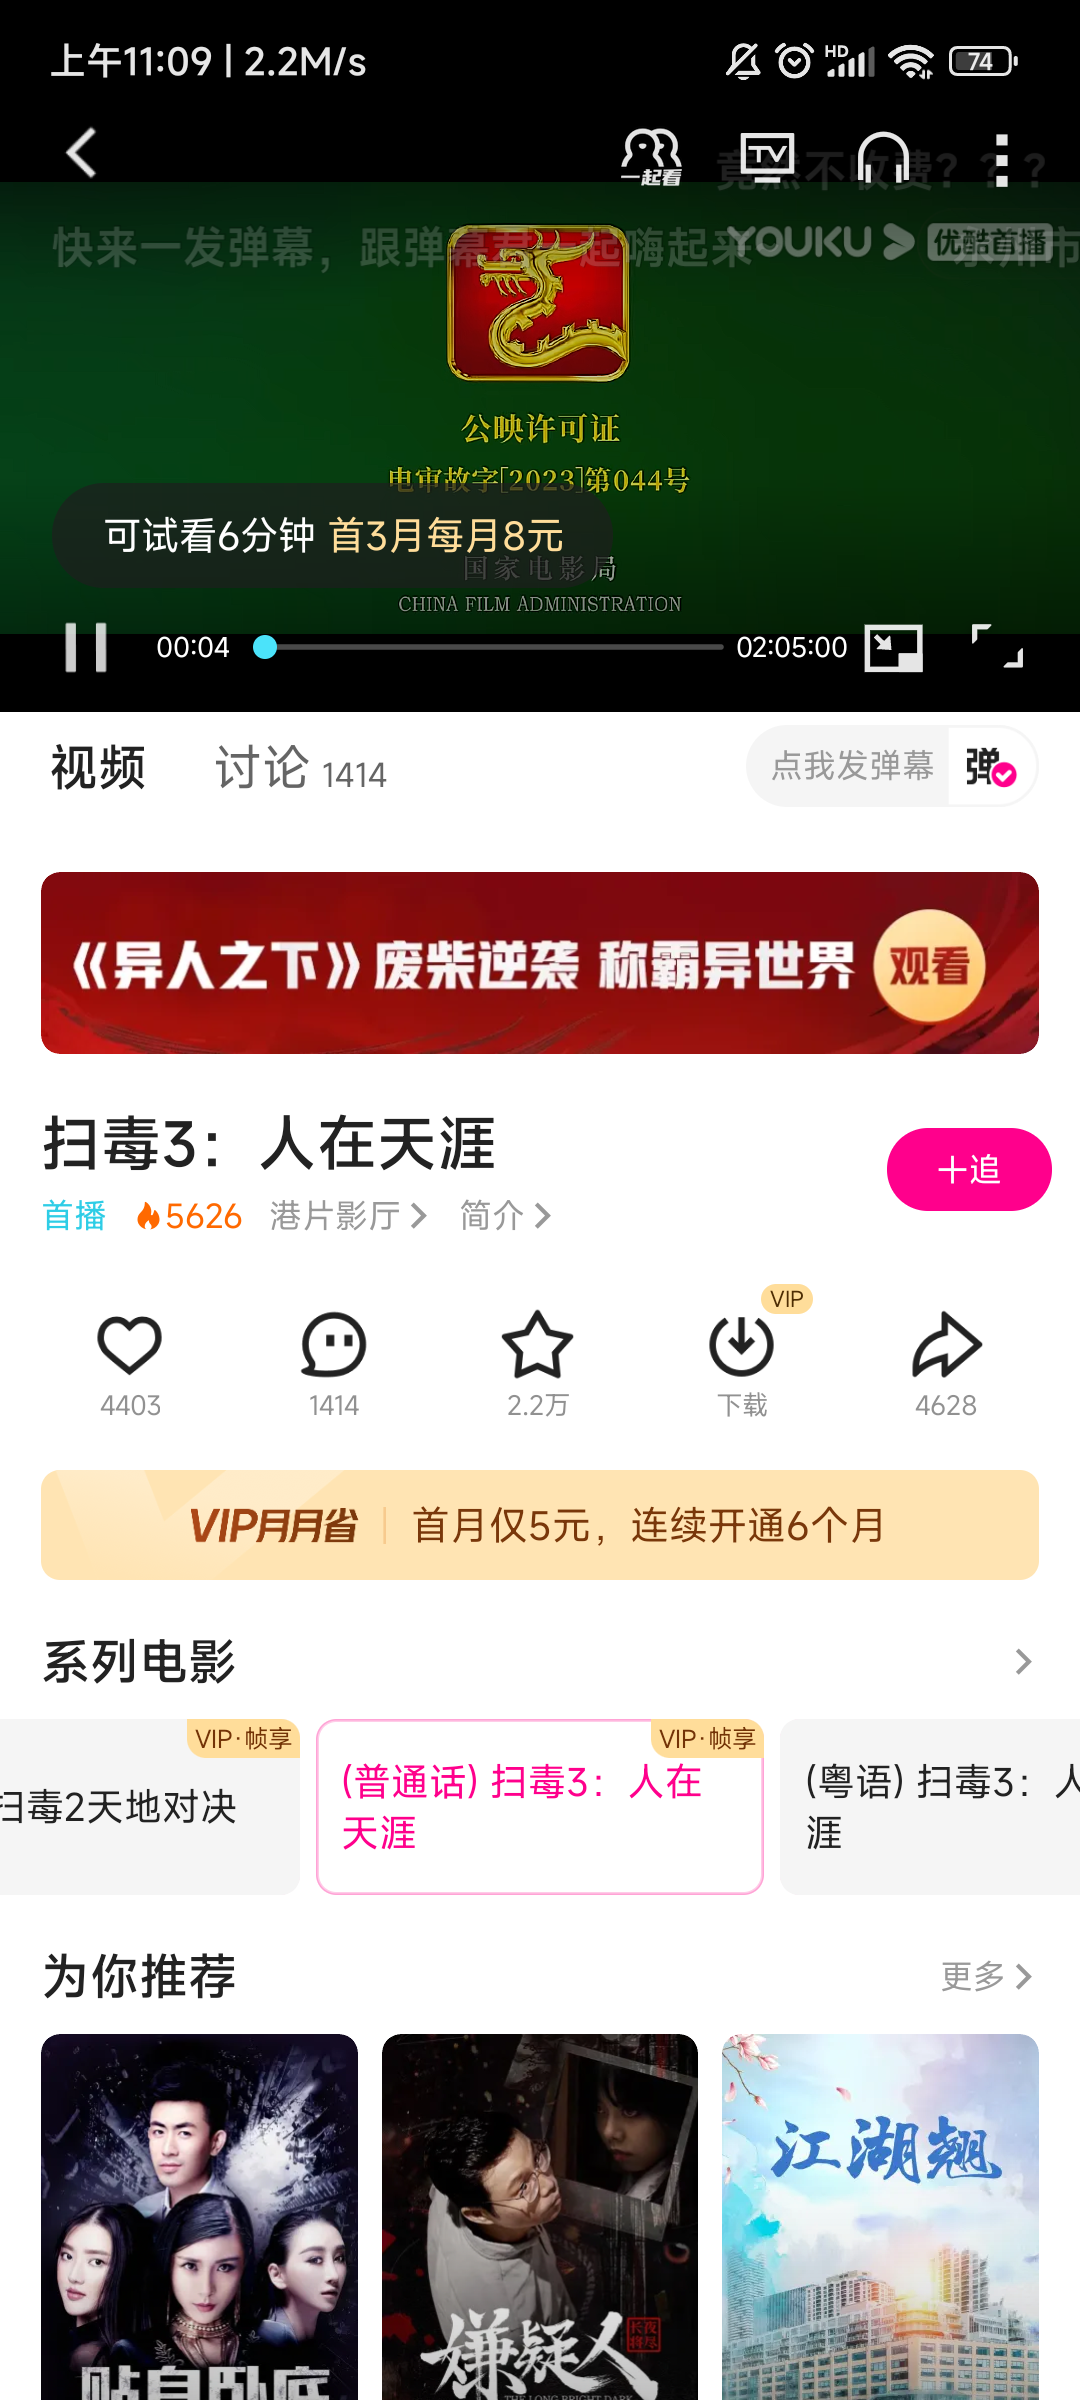 上午11:09 | 2.2M/s
HD
74
一起看
TV
竟然不收费？？？
快来一发弹幕，跟弹幕君一起嗨起来~
YOUKU 优酷首播
公映许可证
电审故字[2023]第044号
可试看6分钟 首3月每月8元
国家电影局
CHINA FILM ADMINISTRATION
00:04
02:05:00
视频
讨论 1414
点我发弹幕
弹
《异人之下》废柴逆袭 称霸异世界
观看
扫毒3：人在天涯
十追
首播
5626
港片影厅
简介
VIP
4403
1414
2.2万
下载
4628
VIP月月省
首月仅5元，连续开通6个月
系列电影
VIP·帧享
扫毒2天地对决
VIP·帧享
(普通话) 扫毒3：人在
天涯
(粤语) 扫毒3：人
涯
为你推荐
更多
贴身卧底
嫌疑人
长夜将尽
THE LONG BRIGHT DARK
江湖翘